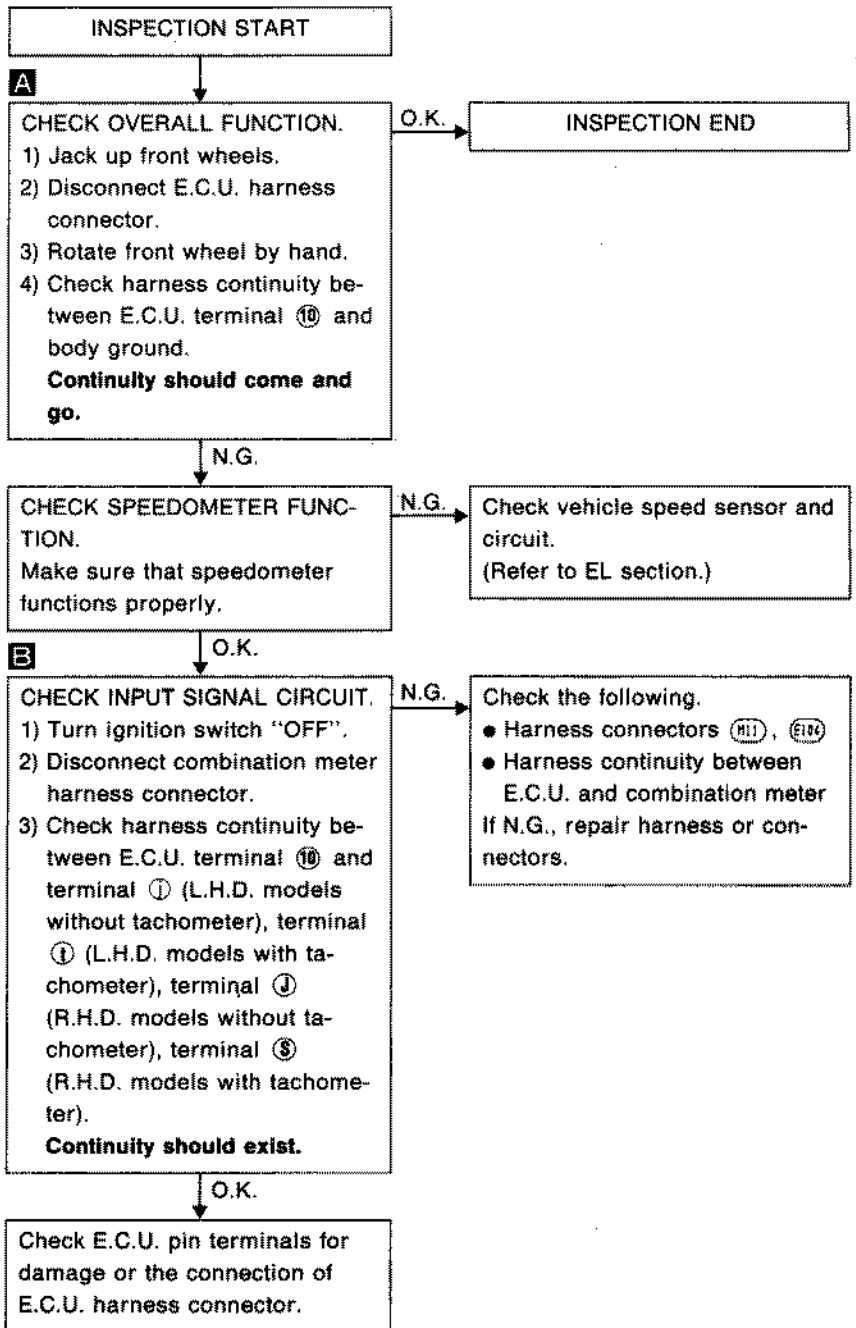 INSPECTION START
A
CHECK OVERALL FUNCTION.
1) Jack up front wheels.
2) Disconnect E.C.U. harness
connector.
3) Rotate front wheel by hand.
4) Check harness continuity be-
tween E.C.U. terminal ⑩ and
body ground.
Continuity should come and
go.
O.K.
INSPECTION END
N.G.
CHECK SPEEDOMETER FUNC-
TION.
Make sure that speedometer
functions properly.
N.G.
Check vehicle speed sensor and
circuit.
(Refer to EL section.)
O.K.
B
CHECK INPUT SIGNAL CIRCUIT.
1) Turn ignition switch “OFF”.
2) Disconnect combination meter
harness connector.
3) Check harness continuity be-
tween E.C.U. terminal ⑩ and
terminal ⓙ (L.H.D. models
without tachometer), terminal
ⓣ (L.H.D. models with ta-
chometer), terminal Ⓙ
(R.H.D. models without ta-
chometer), terminal Ⓢ
(R.H.D. models with tachome-
ter).
Continuity should exist.
N.G.
Check the following.
● Harness connectors (M11), (E104)
● Harness continuity between
E.C.U. and combination meter
If N.G., repair harness or con-
nectors.
O.K.
Check E.C.U. pin terminals for
damage or the connection of
E.C.U. harness connector.